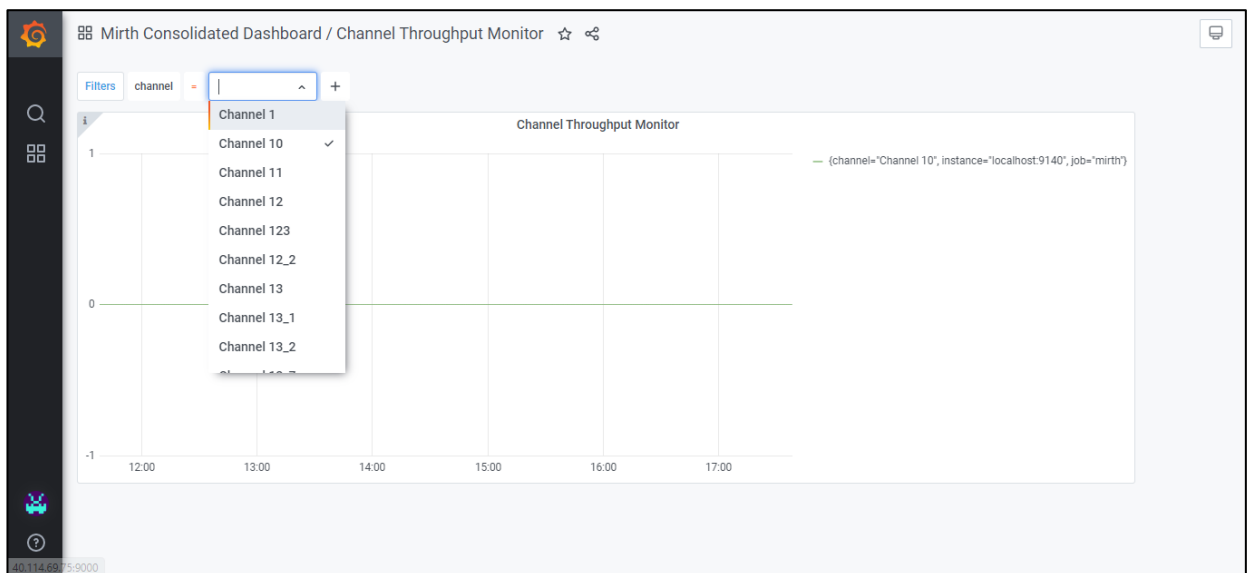 Mirth Consolidated Dashboard / Channel Throughput Monitor
Filters channel = +
Channel 1
Channel 10
Channel 11
Channel 12
Channel 123
Channel 12_2
Channel 13
Channel 13_1
Channel 13_2
i
Channel Throughput Monitor
1
0
-1
12:00 13:00 14:00 15:00 16:00 17:00
{channel="Channel 10", instance="localhost:9140", job="mirth"}
?
40.114.69.75:9000